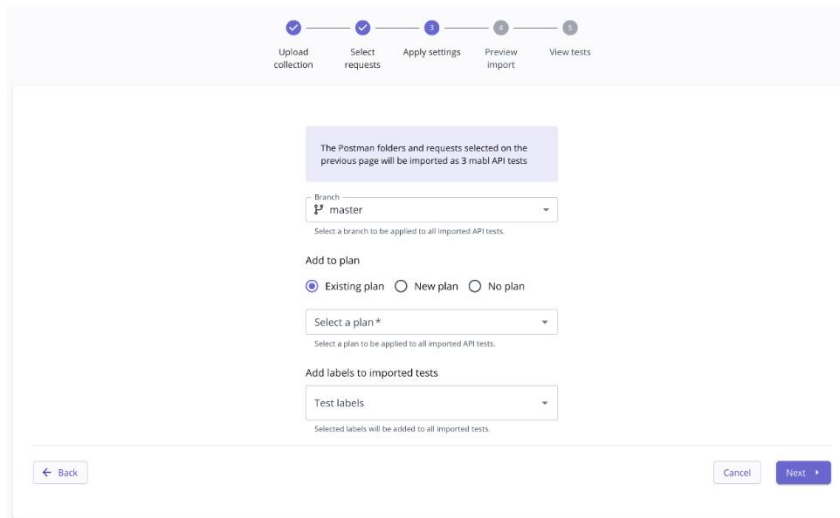 3
4
5
Upload
collection
Select
requests
Apply settings
Preview
import
View tests
The Postman folders and requests selected on the
previous page will be imported as 3 mabl API tests
Branch
master
Select a branch to be applied to all imported API tests.
Add to plan
Existing plan New plan No plan
Select a plan*
Select a plan to be applied to all imported API tests.
Add labels to imported tests
Test labels
Selected labels will be added to all imported tests.
Back
Cancel
Next